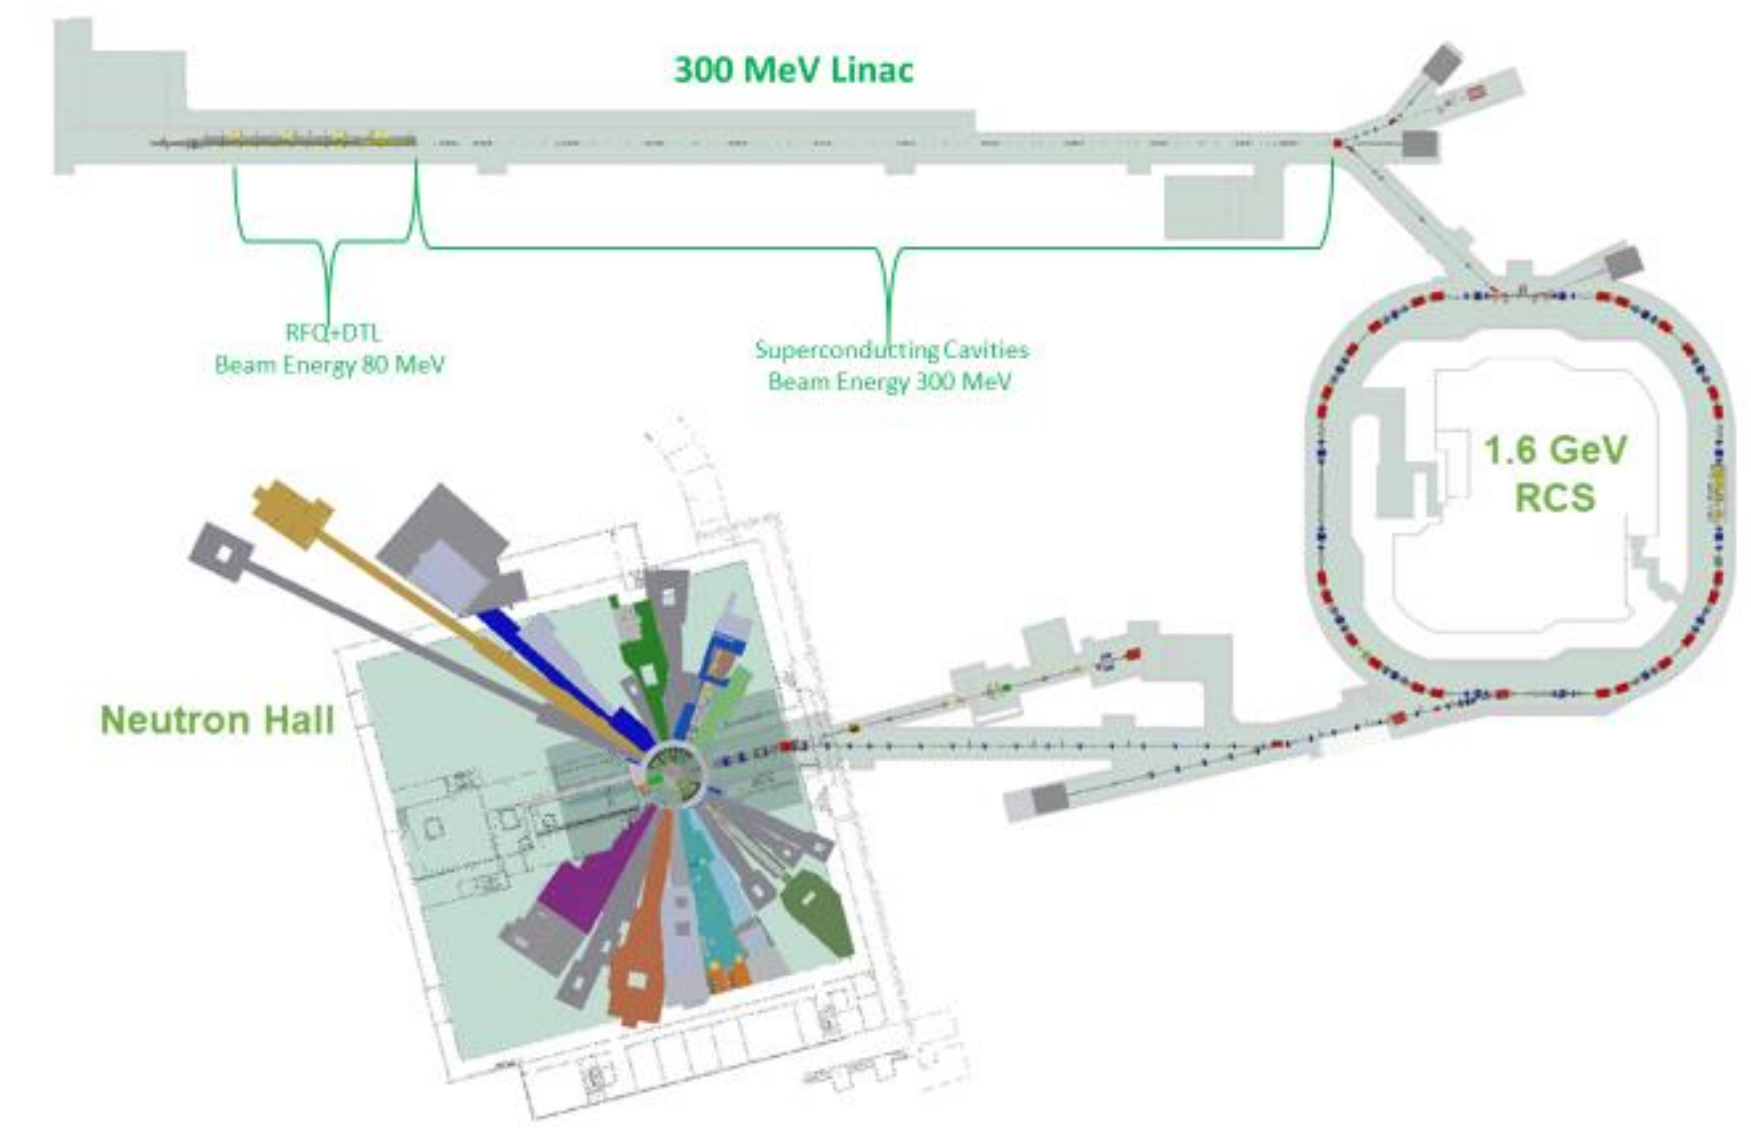 300 MeV Linac
RFQ+DTL
Beam Energy 80 MeV
Superconducting Cavities
Beam Energy 300 MeV
1.6 GeV
RCS
Neutron Hall